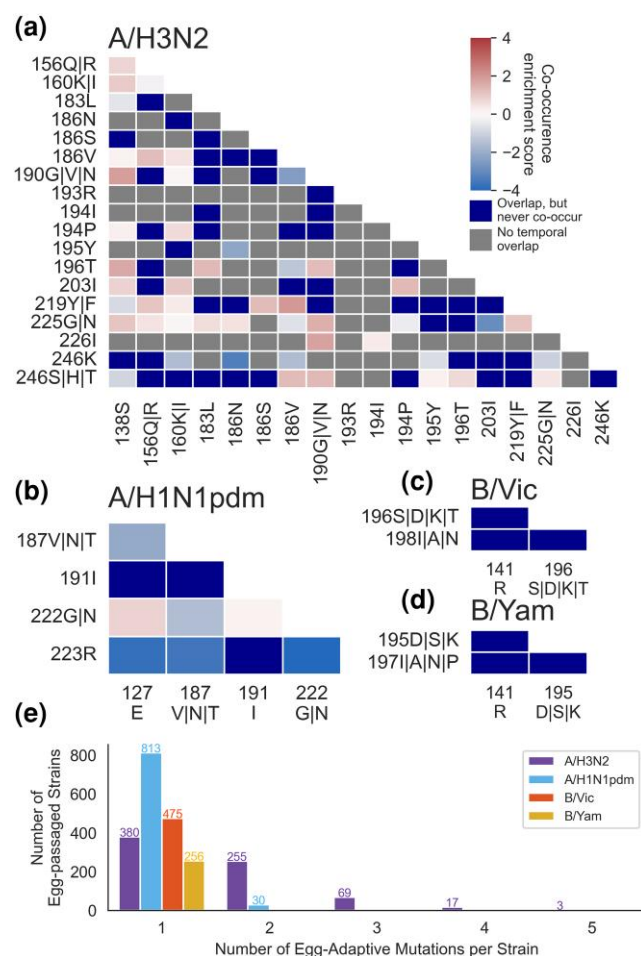 (a)
A/H3N2
4
2
0
−2
−4
Co-occurence
enrichment score
Overlap, but
never co-occur
No temporal
overlap
156Q|R
160K|I
183L
186N
186S
186V
190G|V|N
193R
194I
194P
195Y
196T
203I
219Y|F
225G|N
226I
246K
246S|H|T
138S
156Q|R
160K|I
183L
186N
186S
186V
190G|V|N
193R
194I
194P
195Y
196T
203I
219Y|F
225G|N
226I
246K
(b)
A/H1N1pdm
187V|N|T
191I
222G|N
223R
127 187 191 222
E V|N|T I G|N
(c)
B/Vic
196S|D|K|T
198I|A|N
141 196
R S|D|K|T
(d)
B/Yam
195D|S|K
197I|A|N|P
141 195
R D|S|K
(e)
Number of
Egg-passaged Strains
800
600
400
200
0
380
813
475
256
255
30
69
17
3
A/H3N2
A/H1N1pdm
B/Vic
B/Yam
1 2 3 4 5
Number of Egg-Adaptive Mutations per Strain